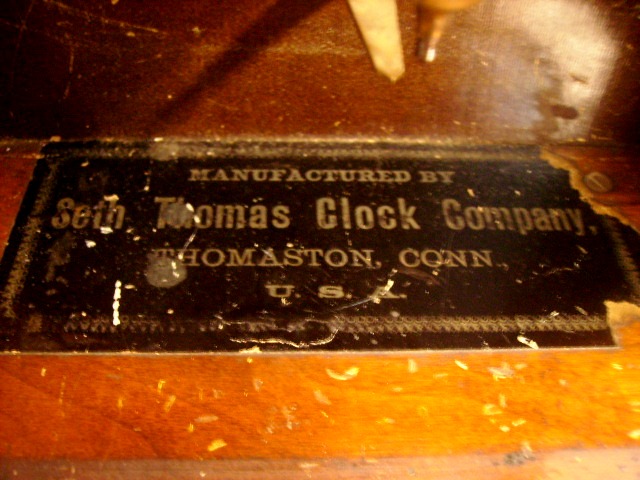 MANUFACTURED BY
Seth Thomas Clock Company,
THOMASTON, CONN.,
U. S. A.